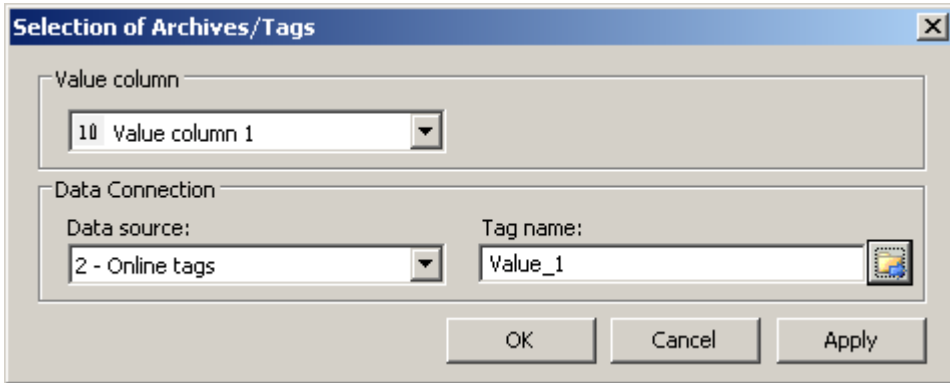 Selection of Archives/Tags
Value column
Value column 1
Data Connection
Data source:
Tag name:
2 - Online tags
Value_1
OK
Cancel
Apply